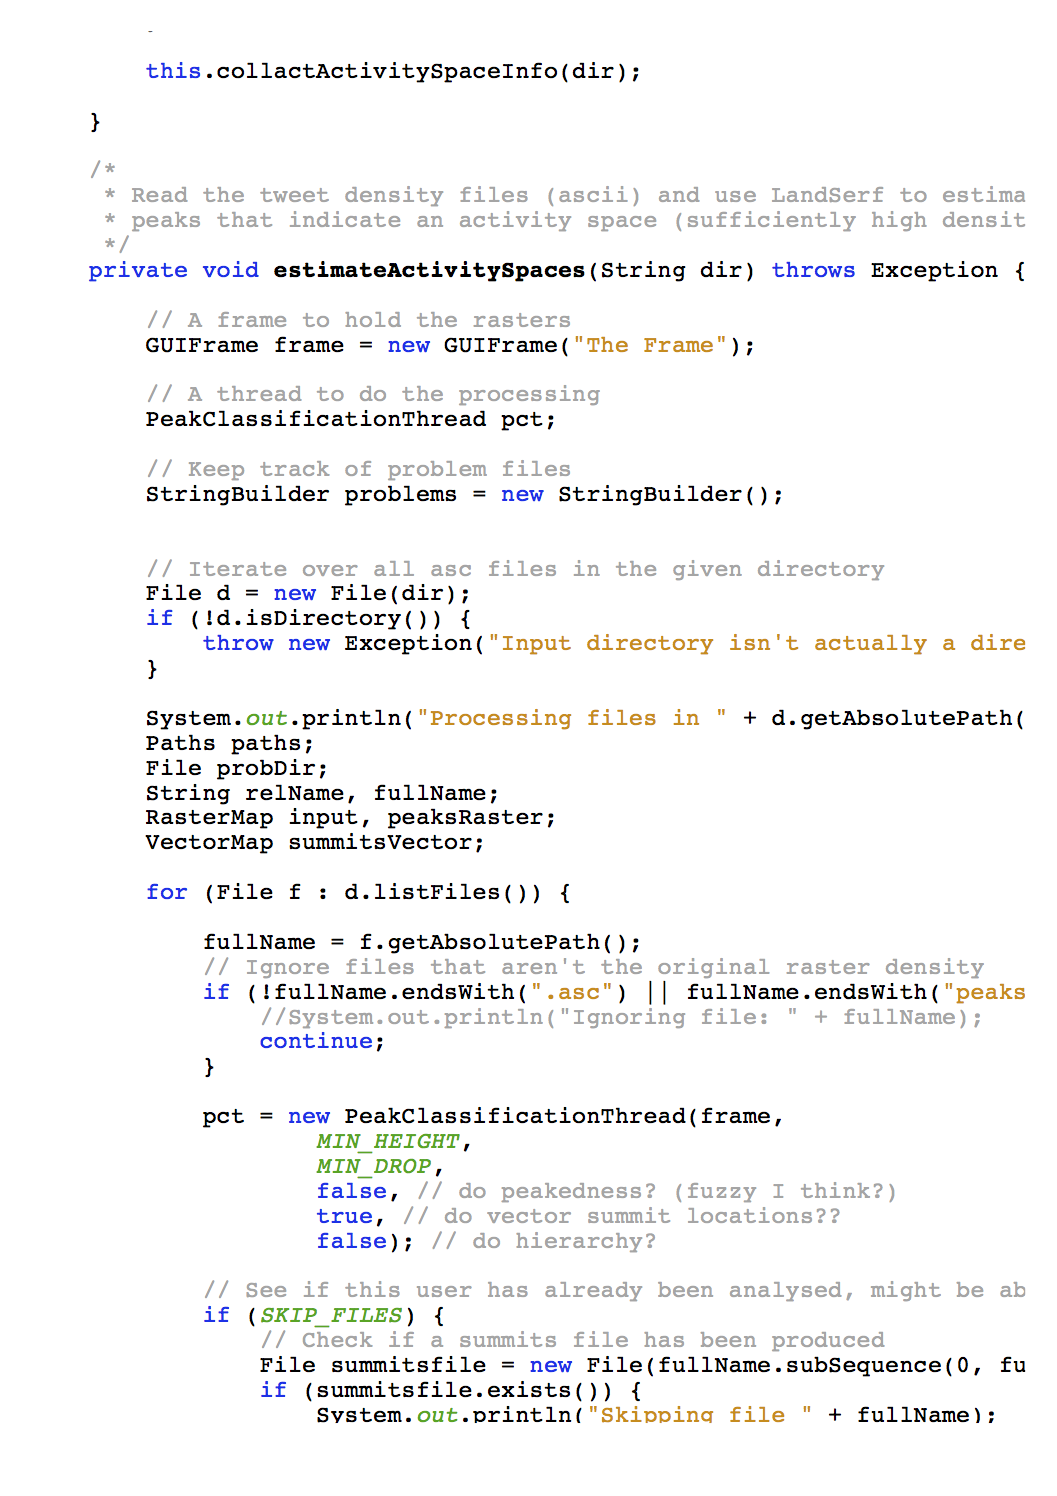 this.collactActivitySpaceInfo(dir);
}
/*
* Read the tweet density files (ascii) and use LandSerf to estima
* peaks that indicate an activity space (sufficiently high densit
*/
private void estimateActivitySpaces(String dir) throws Exception {
// A frame to hold the rasters
GUIFrame frame = new GUIFrame("The Frame");
// A thread to do the processing
PeakClassificationThread pct;
// Keep track of problem files
StringBuilder problems = new StringBuilder();
// Iterate over all asc files in the given directory
File d = new File(dir);
if (!d.isDirectory()) {
throw new Exception("Input directory isn't actually a dire
}
System.out.println("Processing files in " + d.getAbsolutePath(
Paths paths;
File probDir;
String relName, fullName;
RasterMap input, peaksRaster;
VectorMap summitsVector;
for (File f : d.listFiles()) {
fullName = f.getAbsolutePath();
// Ignore files that aren't the original raster density
if (!fullName.endsWith(".asc") || fullName.endsWith("peaks
//System.out.println("Ignoring file: " + fullName);
continue;
}
pct = new PeakClassificationThread(frame,
MIN_HEIGHT,
MIN_DROP,
false, // do peakedness? (fuzzy I think?)
true, // do vector summit locations??
false); // do hierarchy?
// See if this user has already been analysed, might be ab
if (SKIP_FILES) {
// Check if a summits file has been produced
File summitsfile = new File(fullName.subSequence(0, fu
if (summitsfile.exists()) {
System.out.println("Skipping file " + fullName);